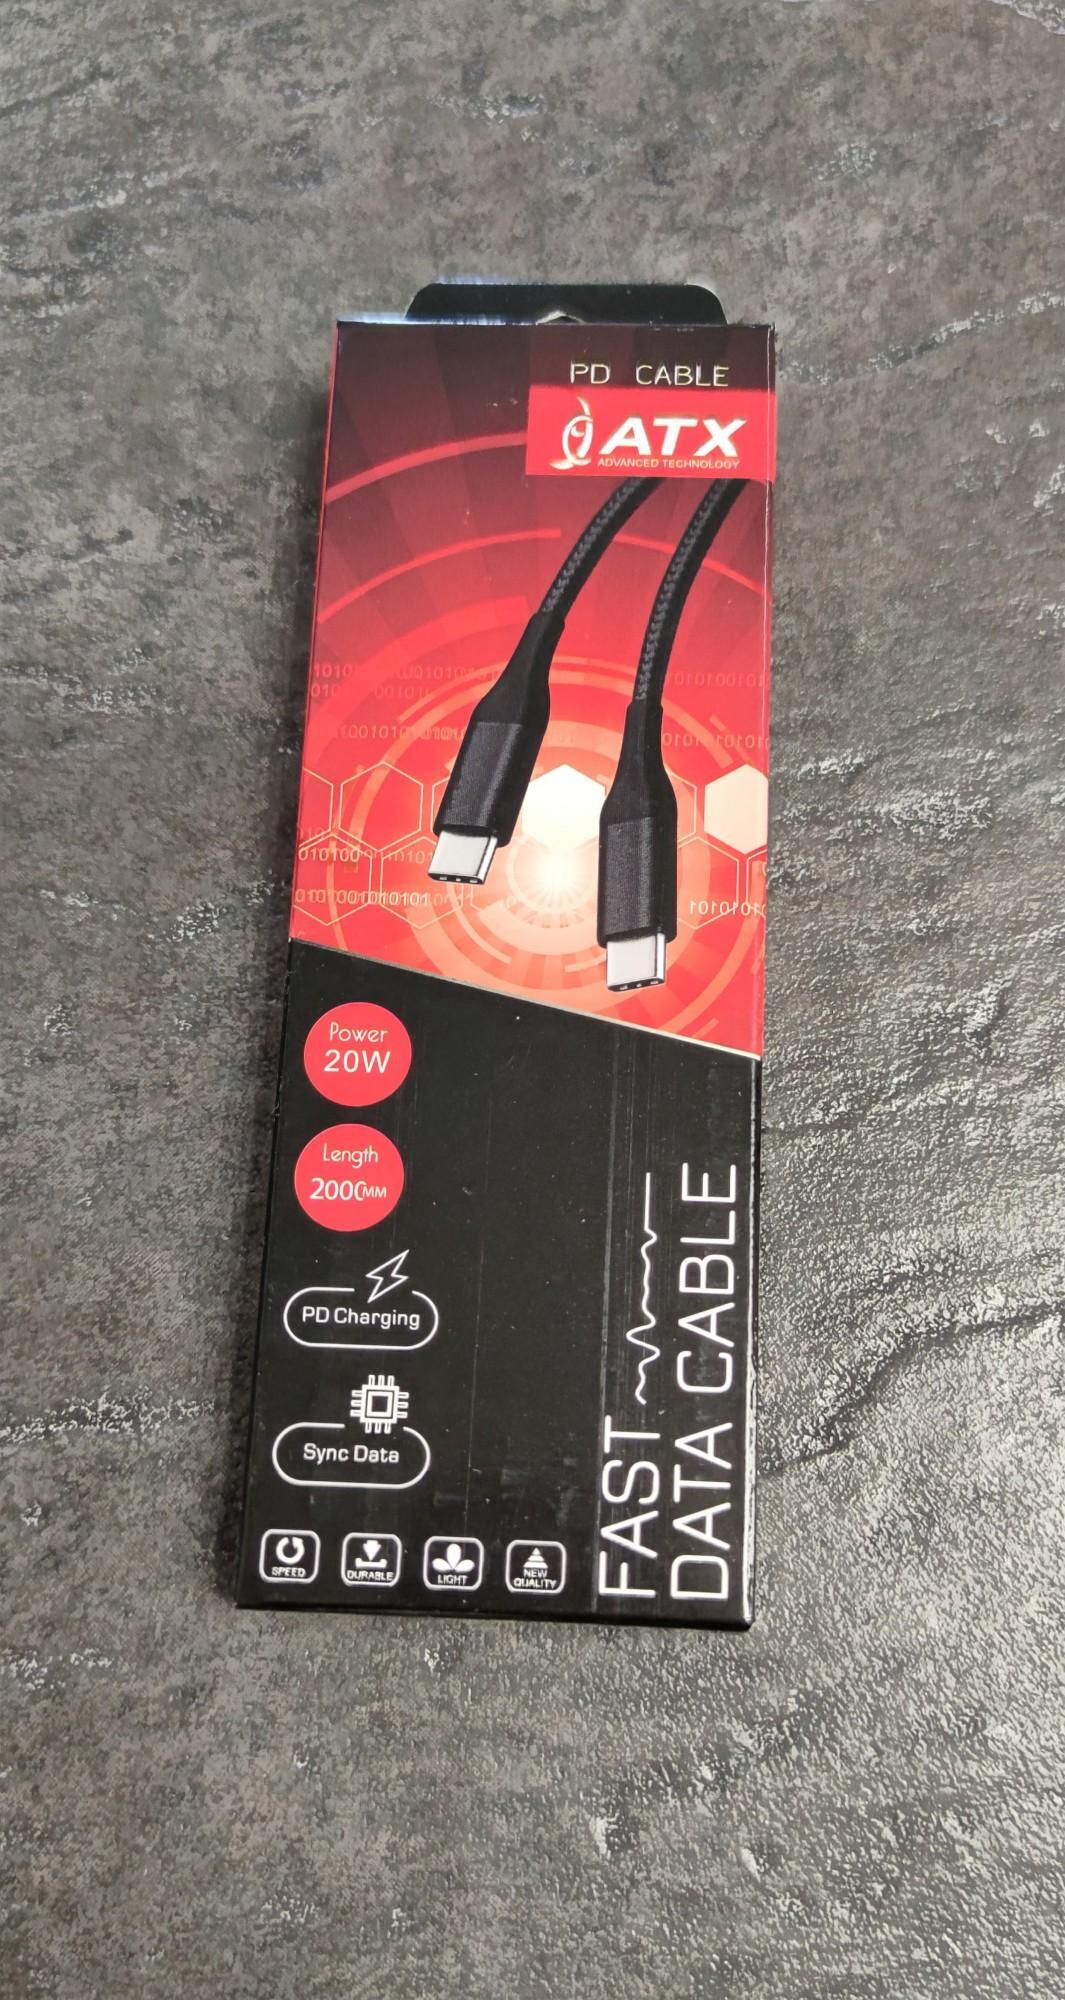 PD CABLE
ATX
ADVANCED TECHNOLOGY
Power
20W
Length
2000MM
PD Charging
Sync Data
FAST
DATA CABLE
SPEED
DURABLE
LIGHT
NEW
QUALITY